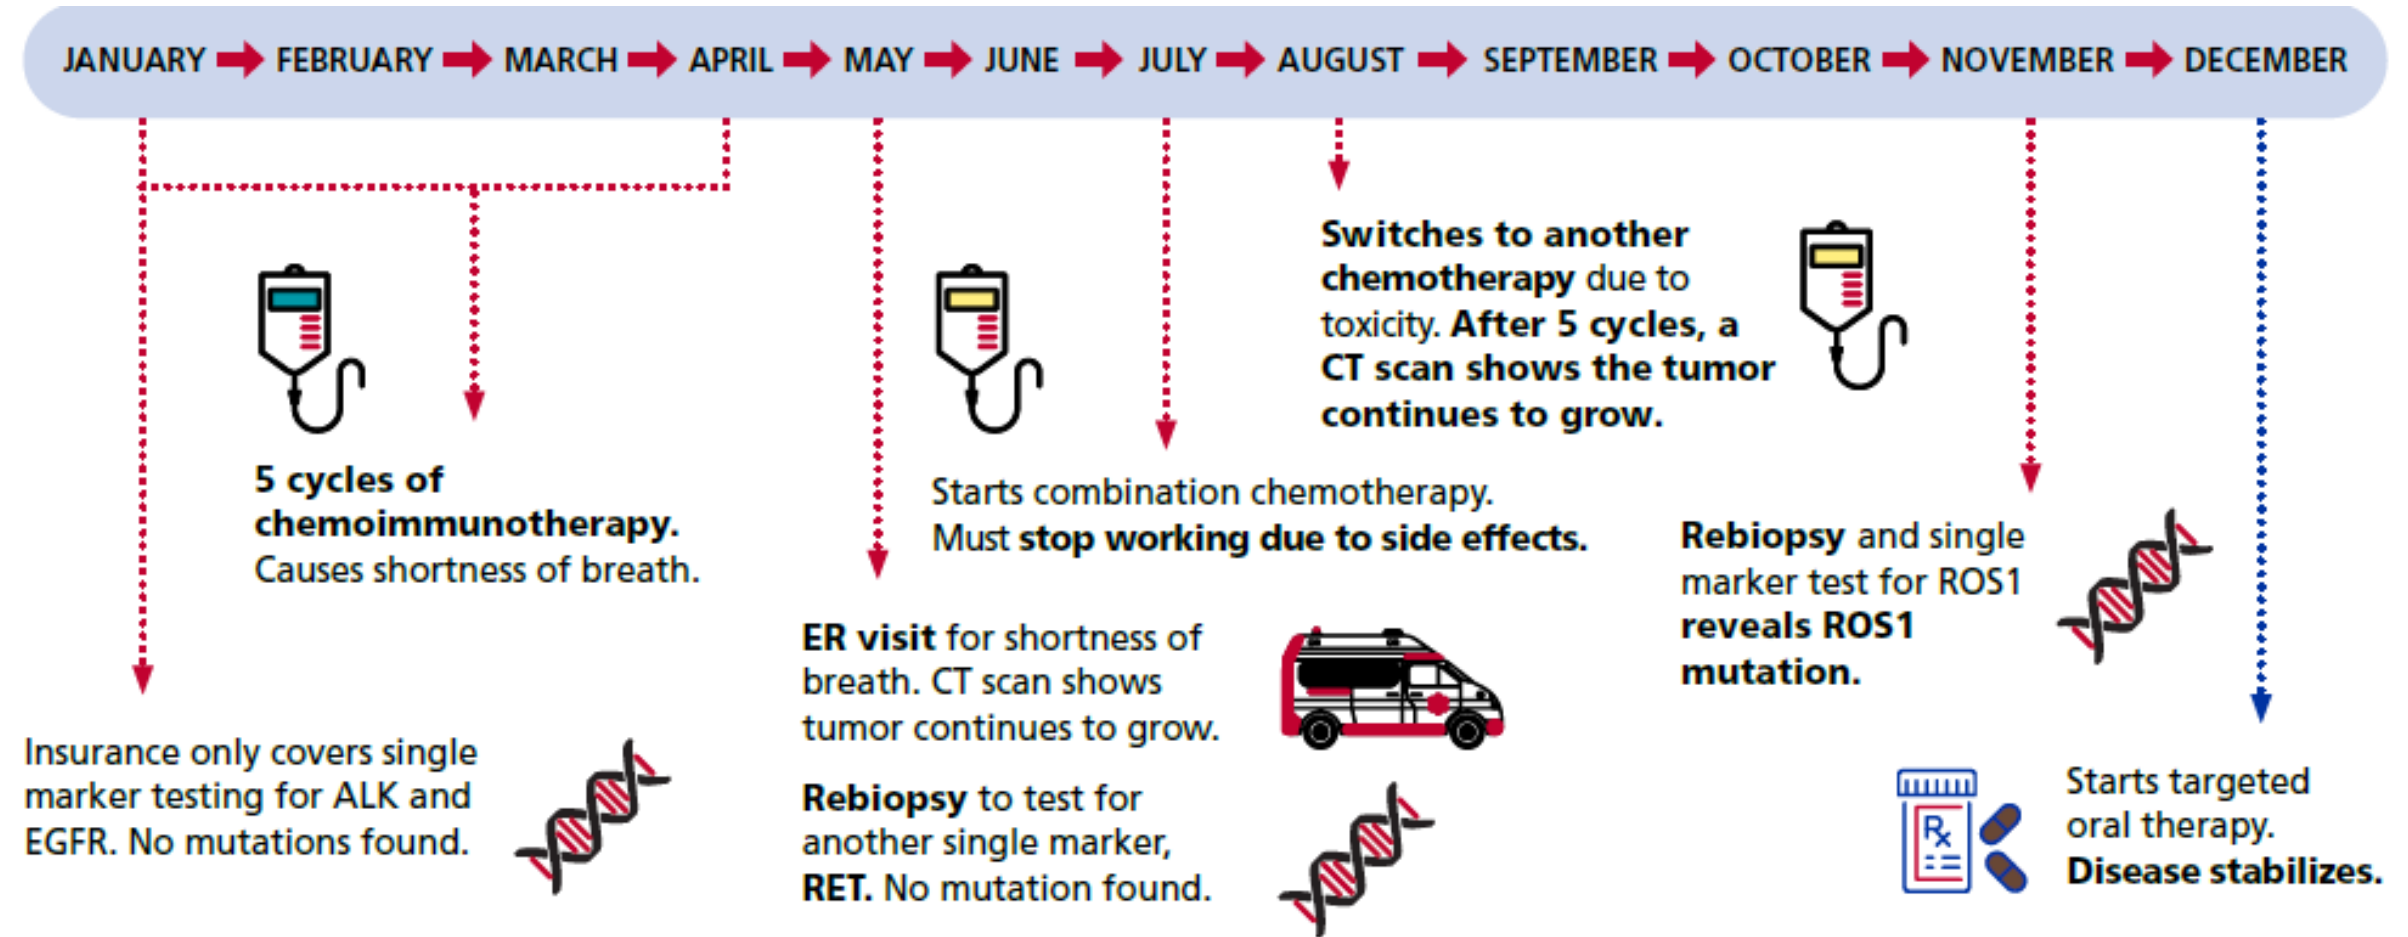 JANUARY FEBRUARY MARCH APRIL MAY JUNE JULY AUGUST SEPTEMBER OCTOBER NOVEMBER DECEMBER
Insurance only covers single
marker testing for ALK and
EGFR. No mutations found.
5 cycles of
chemoimmunotherapy.
Causes shortness of breath.
ER visit for shortness of
breath. CT scan shows
tumor continues to grow.
Rebiopsy to test for
another single marker,
RET. No mutation found.
Starts combination chemotherapy.
Must stop working due to side effects.
Switches to another
chemotherapy due to
toxicity. After 5 cycles, a
CT scan shows the tumor
continues to grow.
Rebiopsy and single
marker test for ROS1
reveals ROS1
mutation.
Rx
Starts targeted
oral therapy.
Disease stabilizes.